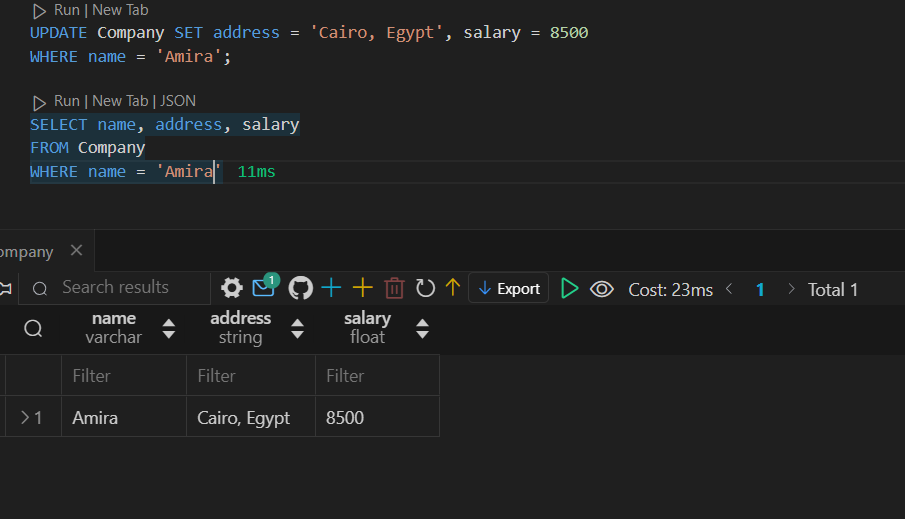 Run | New Tab
UPDATE Company SET address = 'Cairo, Egypt', salary = 8500
WHERE name = 'Amira';
Run | New Tab | JSON
SELECT name, address, salary
FROM Company
WHERE name = 'Amira' 11ms
ompany
Search results 1 Export Cost: 23ms 1 Total 1
name address salary
varchar string float
Filter Filter Filter
1 Amira Cairo, Egypt 8500